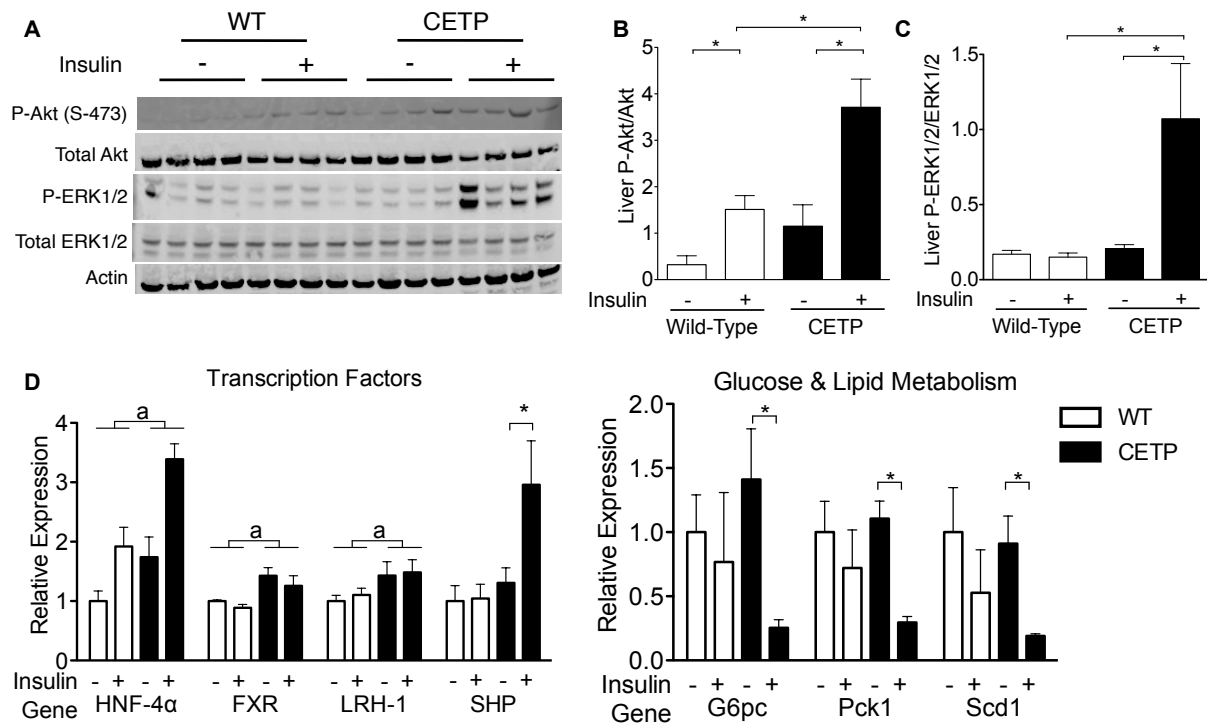 A
WT CETP
Insulin - + - +
P-Akt (S-473)
Total Akt
P-ERK1/2
Total ERK1/2
Actin
B
Liver P-Akt/Akt
5
4
3
2
1
0
* * * 
Insulin - + - +
Wild-Type CETP
C
Liver P-ERK1/2/ERK1/2
1.5
1.0
0.5
0.0
* *
Insulin - + - +
Wild-Type CETP
D
Transcription Factors
Relative Expression
4
3
2
1
0
a a a *
Insulin - + - + - + - + - + - + - + - +
Gene HNF-4α FXR LRH-1 SHP
Glucose & Lipid Metabolism
Relative Expression
2.0
1.5
1.0
0.5
0.0
* * *
WT
CETP
Insulin - + - + - + - + - + - +
Gene G6pc Pck1 Scd1